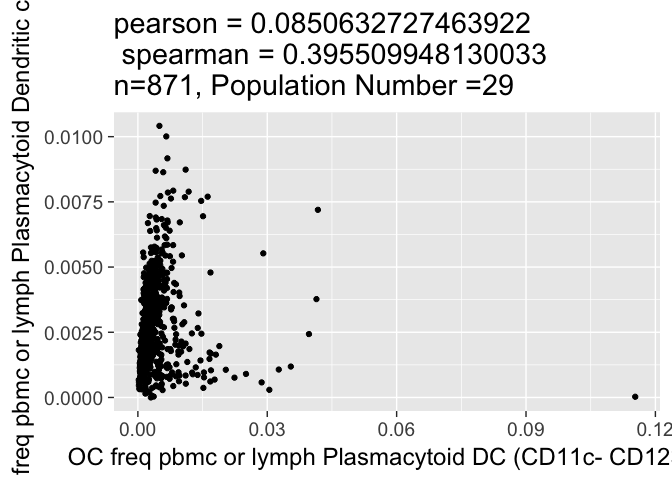 pearson = 0.0850632727463922
spearman = 0.395509948130033
n=871, Population Number =29
freq pbmc or lymph Plasmacytoid Dendritic c
0.0100
0.0075
0.0050
0.0025
0.0000
0.00 0.03 0.06 0.09 0.12
OC freq pbmc or lymph Plasmacytoid DC (CD11c- CD12